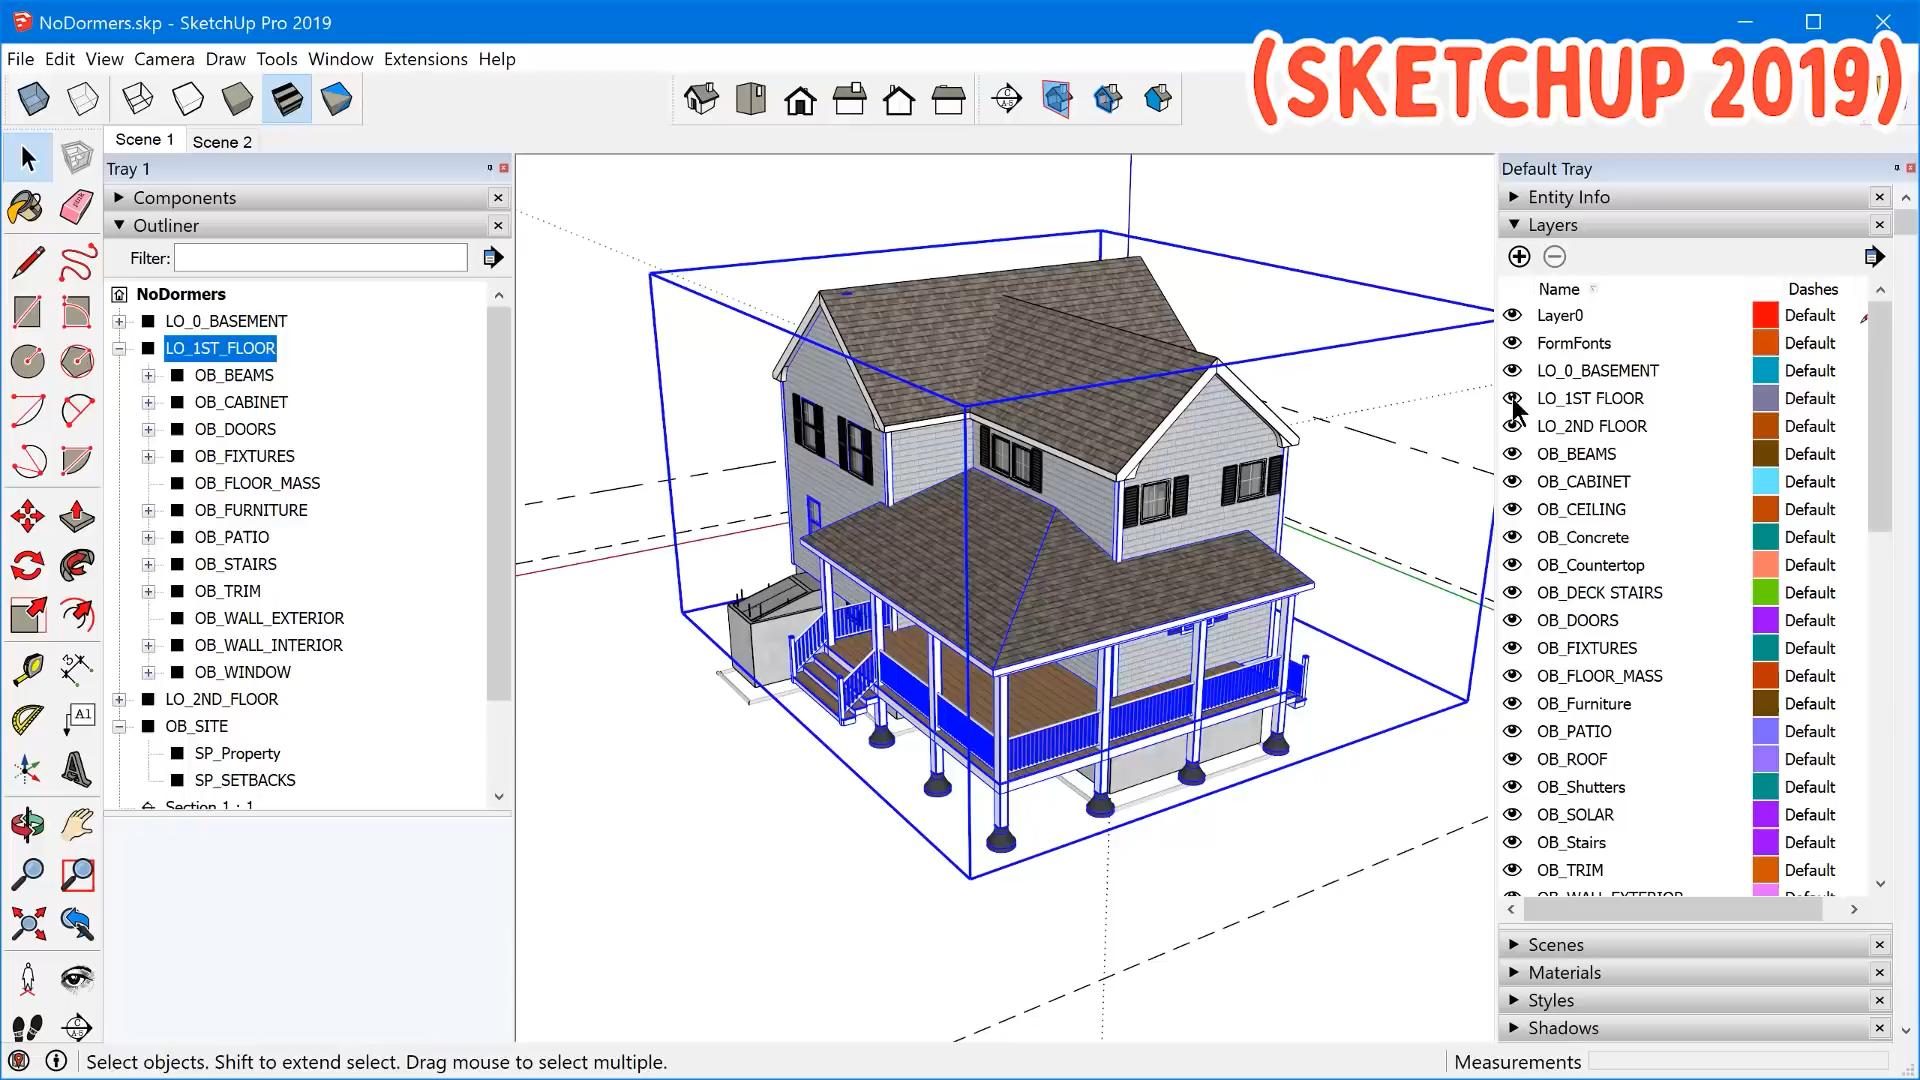 NoDormers.skp - SketchUp Pro 2019
(SKETCHUP 2019)
File Edit View Camera Draw Tools Window Extensions Help
Scene 1 Scene 2
Tray 1
Components
Outliner
Filter:
NoDormers
LO_0_BASEMENT
LO_1ST_FLOOR
OB_BEAMS
OB_CABINET
OB_DOORS
OB_FIXTURES
OB_FLOOR_MASS
OB_FURNITURE
OB_PATIO
OB_STAIRS
OB_TRIM
OB_WALL_EXTERIOR
OB_WALL_INTERIOR
OB_WINDOW
LO_2ND_FLOOR
OB_SITE
SP_Property
SP_SETBACKS
Section 1 : 1
Default Tray
Entity Info
Layers
Name Dashes
Layer0 Default
FormFonts Default
LO_0_BASEMENT Default
LO_1ST FLOOR Default
LO_2ND FLOOR Default
OB_BEAMS Default
OB_CABINET Default
OB_CEILING Default
OB_Concrete Default
OB_Countertop Default
OB_DECK STAIRS Default
OB_DOORS Default
OB_FIXTURES Default
OB_FLOOR_MASS Default
OB_Furniture Default
OB_PATIO Default
OB_ROOF Default
OB_Shutters Default
OB_SOLAR Default
OB_Stairs Default
OB_TRIM Default
OB_WALL_EXTERIOR Default
Scenes
Materials
Styles
Shadows
Select objects. Shift to extend select. Drag mouse to select multiple.
Measurements